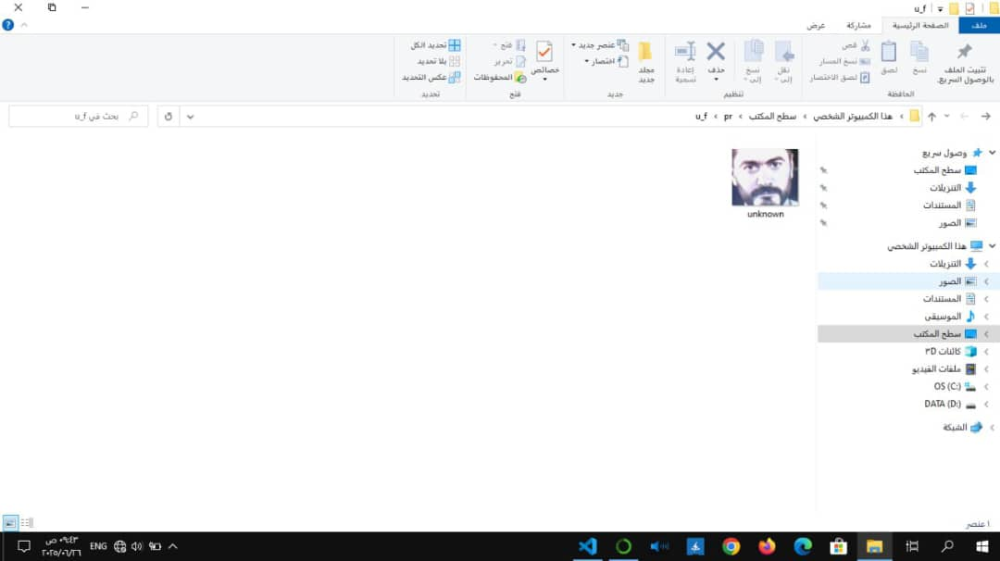 u_f
ملف
الصفحة الرئيسية
مشاركة
عرض
تثبيت الملف بالوصول السريع.
نسخ
لصق
قص
نسخ المسار
لصق الاختصار
الحافظة
نقل إلى
نسخ إلى
حذف
إعادة تسمية
تنظيم
مجلد جديد
عنصر جديد
اختصار
جديد
خصائص
فتح
تحرير
المحفوظات
فتح
تحديد الكل
بلا تحديد
عكس التحديد
تحديد
هذا الكمبيوتر الشخصي ‹ سطح المكتب ‹ pr ‹ u_f
بحث في u_f
وصول سريع
سطح المكتب
التنزيلات
المستندات
الصور
هذا الكمبيوتر الشخصي
التنزيلات
الصور
المستندات
الموسيقى
سطح المكتب
كائنات ٣D
ملفات الفيديو
OS (C:)
DATA (D:)
الشبكة
unknown
١ عنصر
ENG
٠٩:٤٣ ص
٢٠٢٥/٠٦/٢٦